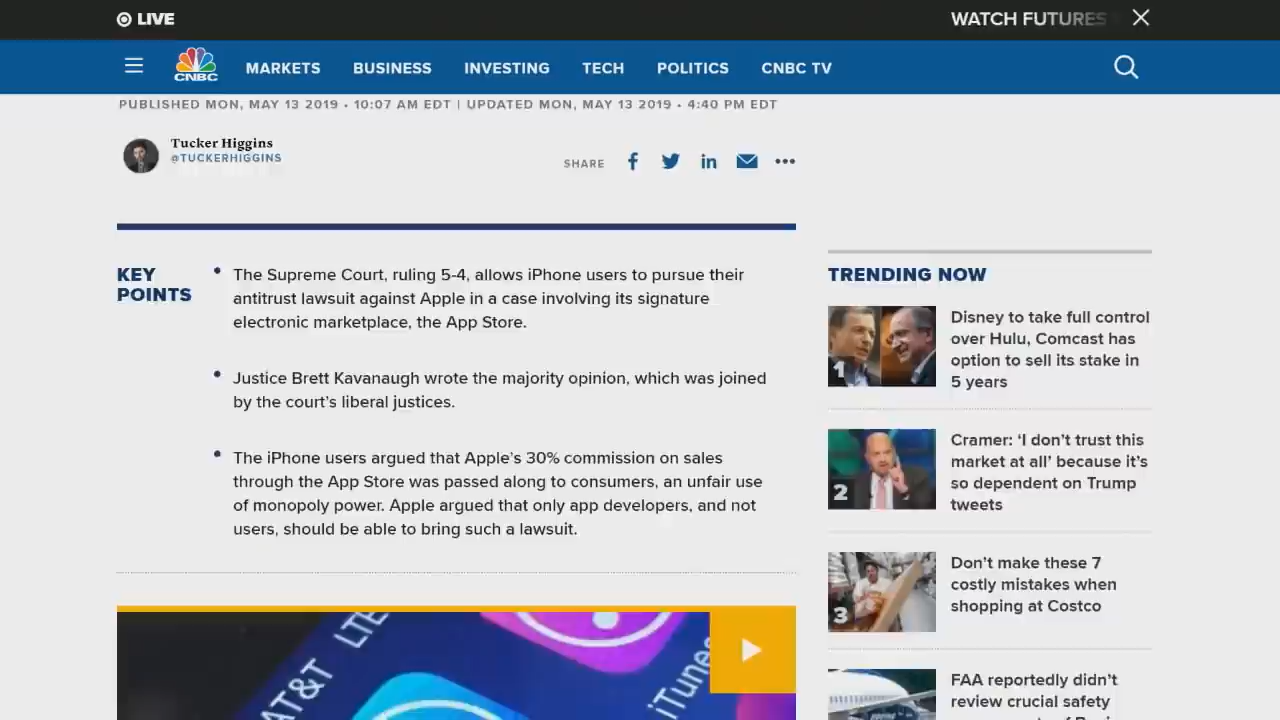 LIVE
WATCH FUTURES
CNBC
MARKETS
BUSINESS
INVESTING
TECH
POLITICS
CNBC TV
PUBLISHED MON, MAY 13 2019 • 10:07 AM EDT | UPDATED MON, MAY 13 2019 • 4:40 PM EDT
Tucker Higgins
@TUCKERHIGGINS
SHARE
KEY
POINTS
The Supreme Court, ruling 5-4, allows iPhone users to pursue their
antitrust lawsuit against Apple in a case involving its signature
electronic marketplace, the App Store.
Justice Brett Kavanaugh wrote the majority opinion, which was joined
by the court’s liberal justices.
The iPhone users argued that Apple’s 30% commission on sales
through the App Store was passed along to consumers, an unfair use
of monopoly power. Apple argued that only app developers, and not
users, should be able to bring such a lawsuit.
AT&T
LTE
iTunes
TRENDING NOW
1
Disney to take full control
over Hulu, Comcast has
option to sell its stake in
5 years
2
Cramer: ‘I don’t trust this
market at all’ because it’s
so dependent on Trump
tweets
3
Don’t make these 7
costly mistakes when
shopping at Costco
FAA reportedly didn’t
review crucial safety